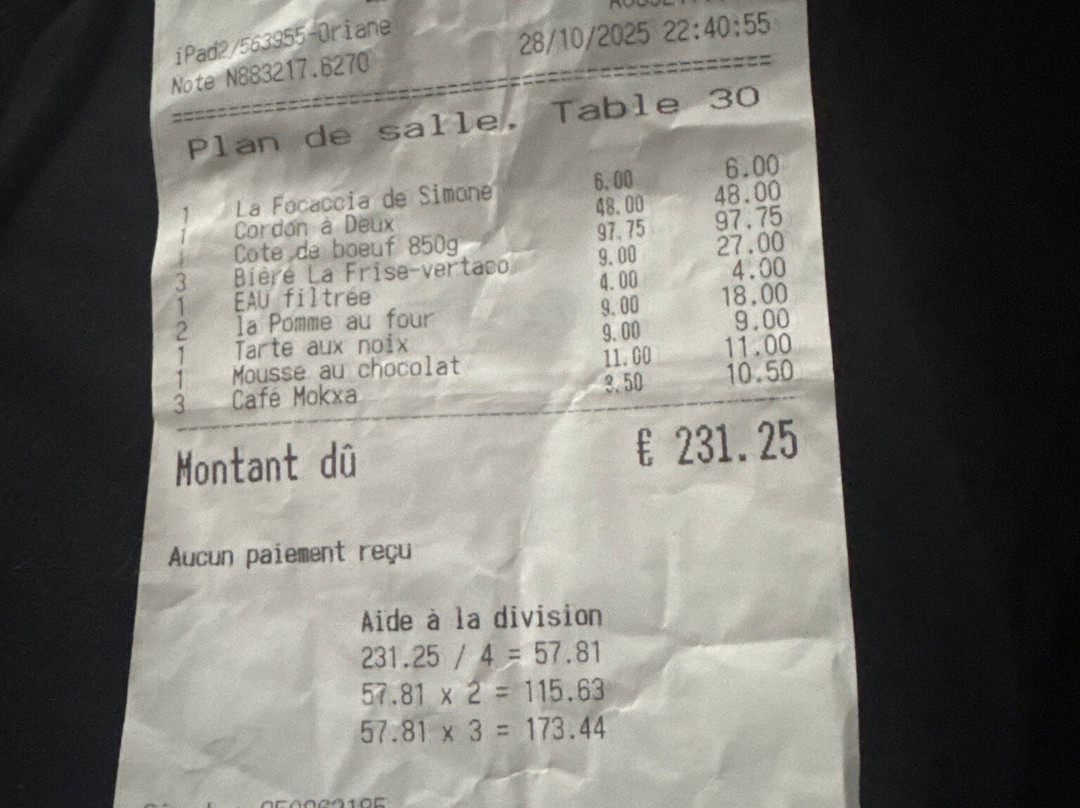 iPad2/563955-Oriane
28/10/2025 22:40:55
Note N883217.6270
Plan de salle. Table 30
1 La Focaccia de Simone 6.00 6.00
1 Cordon à Deux 48.00 48.00
1 Cote de boeuf 850g 97.75 97.75
3 Bière La Frise-vertaco 9.00 27.00
1 EAU filtrée 4.00 4.00
2 la Pomme au four 9.00 18.00
1 Tarte aux noix 9.00 9.00
1 Mousse au chocolat 11.00 11.00
3 Café Mokxa 3.50 10.50
Montant dû € 231.25
Aucun paiement reçu
Aide à la division
231.25 / 4 = 57.81
57.81 x 2 = 115.63
57.81 x 3 = 173.44